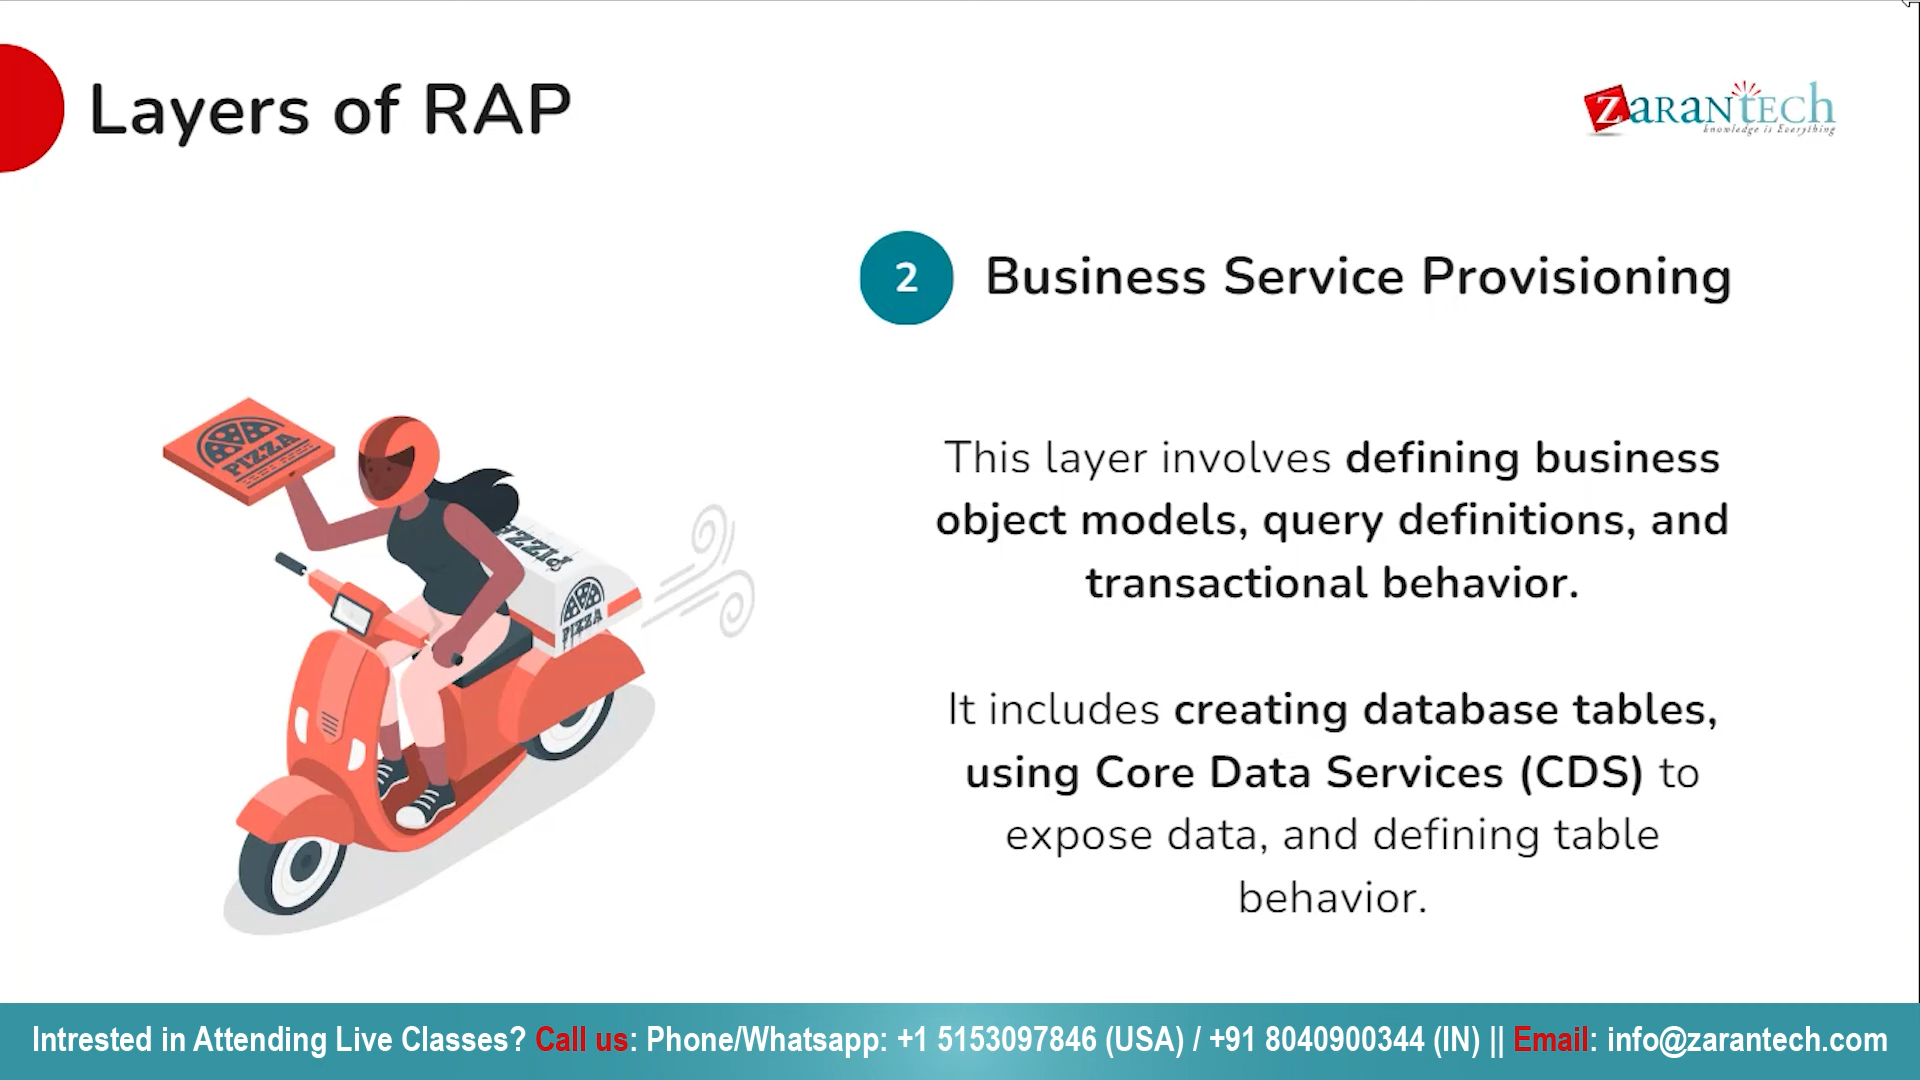 Layers of RAP
ZARANTECH
knowledge is Everything
2
Business Service Provisioning
This layer involves defining business
object models, query definitions, and
transactional behavior.
It includes creating database tables,
using Core Data Services (CDS) to
expose data, and defining table
behavior.
PIZZA
PIZZA
PIZZA
Intrested in Attending Live Classes? Call us: Phone/Whatsapp: +1 5153097846 (USA) / +91 8040900344 (IN) || Email: info@zarantech.com